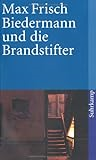 Max Frisch
Biedermann
und die
Brandstifter
Suhrkamp